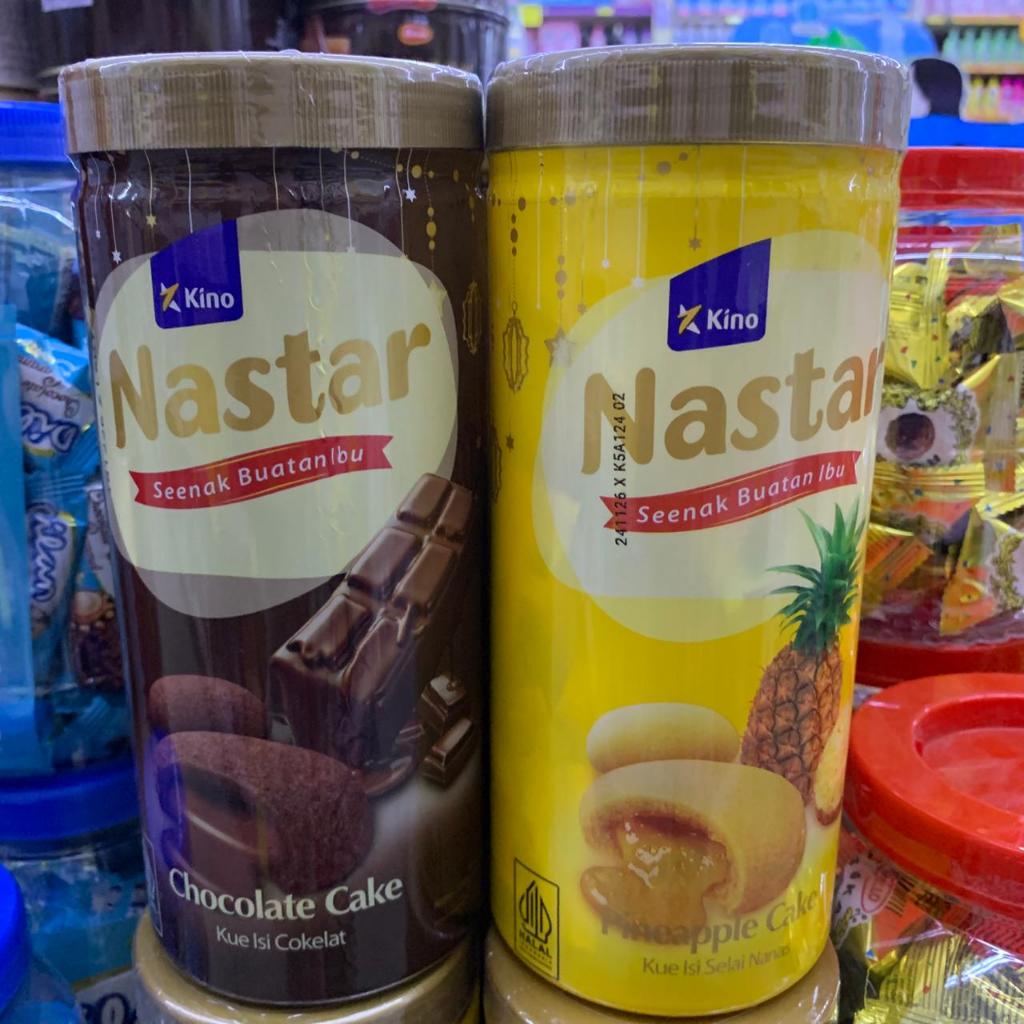 Kino
Nastar
Seenak Buatan Ibu
Chocolate Cake
Kue Isi Cokelat
Kino
Nastar
241126 X K5A124 02
Seenak Buatan Ibu
HALAL
Pineapple Cake
Kue Isi Selai Nanas